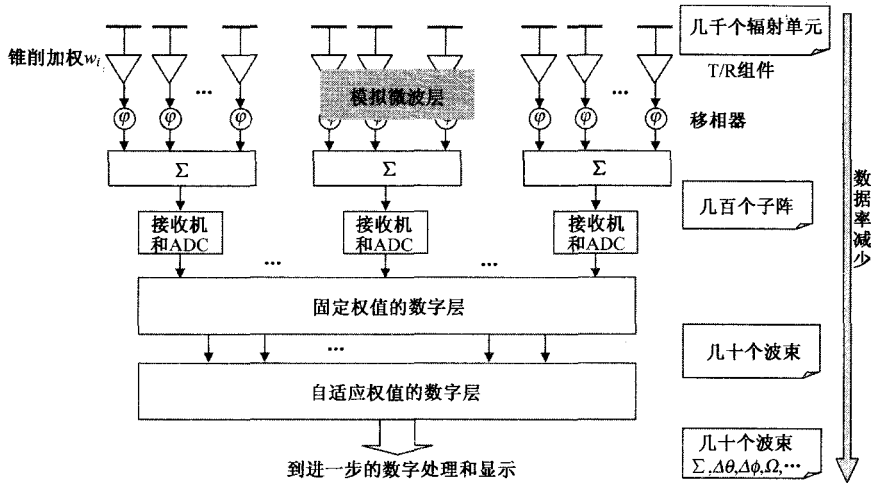 几千个辐射单元
锥削加权wᵢ
T/R组件
...
模拟微波层
...
φ φ φ φ φ φ φ φ φ
移相器
Σ Σ Σ
几百个子阵
接收机和ADC
接收机和ADC
接收机和ADC
数据率减少
... ...
固定权值的数字层
...
几十个波束
自适应权值的数字层
几十个波束
Σ,Δθ,Δϕ,Ω,···
到进一步的数字处理和显示